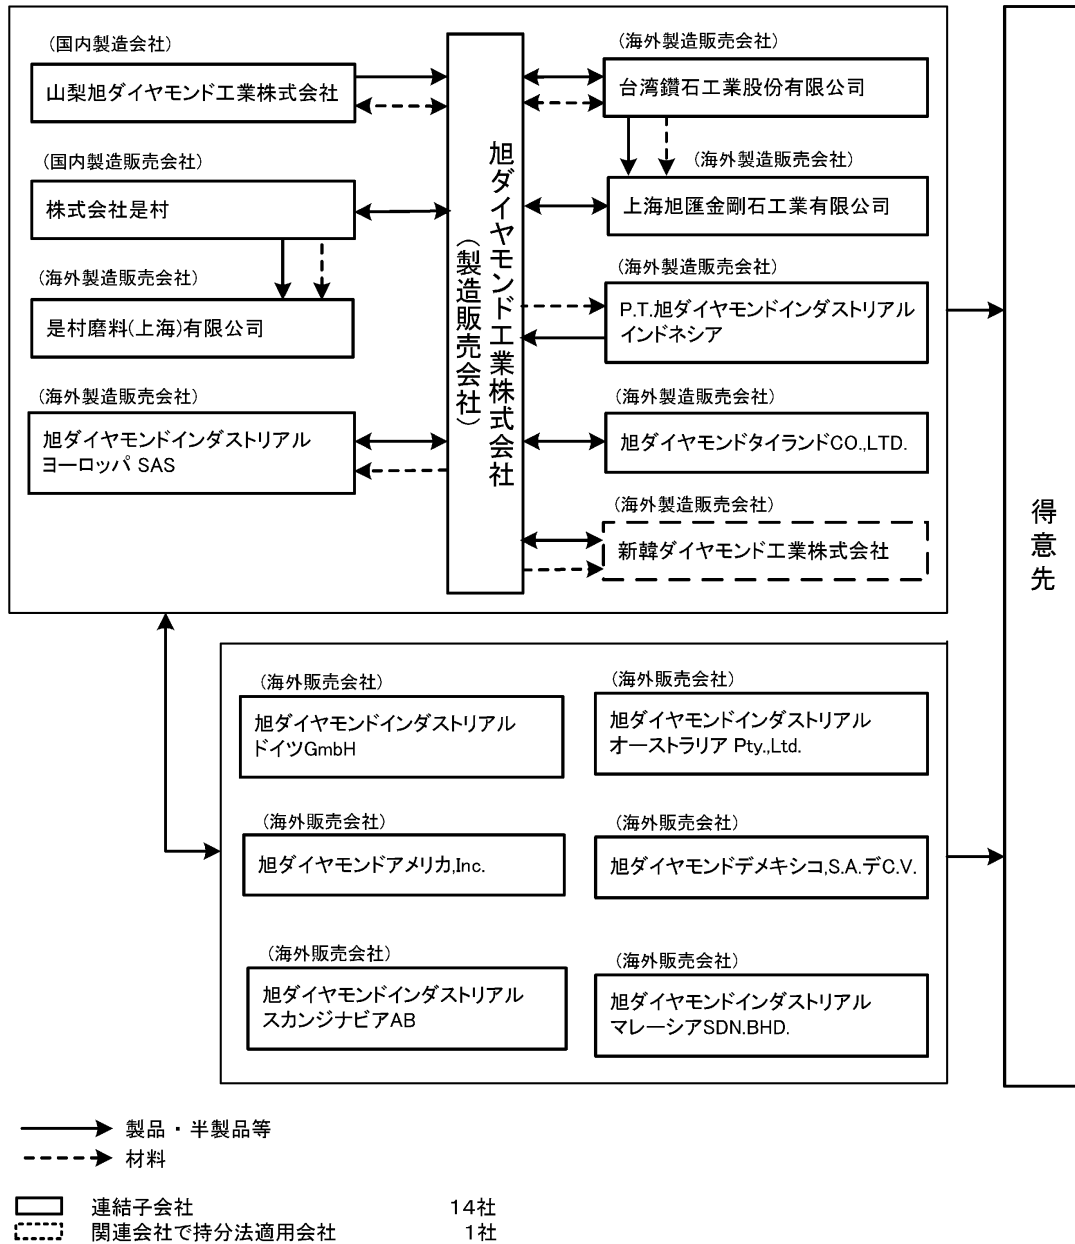 (国内製造会社)
山梨旭ダイヤモンド工業株式会社
(国内製造販売会社)
株式会社是村
(海外製造販売会社)
是村磨料(上海)有限公司
(海外製造販売会社)
旭ダイヤモンドインダストリアル
ヨーロッパ SAS
旭ダイヤモンド工業株式会社
(製造販売会社)
(海外製造販売会社)
台湾鑽石工業股份有限公司
(海外製造販売会社)
上海旭匯金剛石工業有限公司
(海外製造販売会社)
P.T.旭ダイヤモンドインダストリアル
インドネシア
(海外製造販売会社)
旭ダイヤモンドタイランドCO.,LTD.
(海外製造販売会社)
新韓ダイヤモンド工業株式会社
得意先
(海外販売会社)
旭ダイヤモンドインダストリアル
ドイツGmbH
(海外販売会社)
旭ダイヤモンドインダストリアル
オーストラリア Pty.,Ltd.
(海外販売会社)
旭ダイヤモンドアメリカ,Inc.
(海外販売会社)
旭ダイヤモンドデメキシコ,S.A.デC.V.
(海外販売会社)
旭ダイヤモンドインダストリアル
スカンジナビアAB
(海外販売会社)
旭ダイヤモンドインダストリアル
マレーシアSDN.BHD.
製品・半製品等
材料
連結子会社 14社
関連会社で持分法適用会社 1社